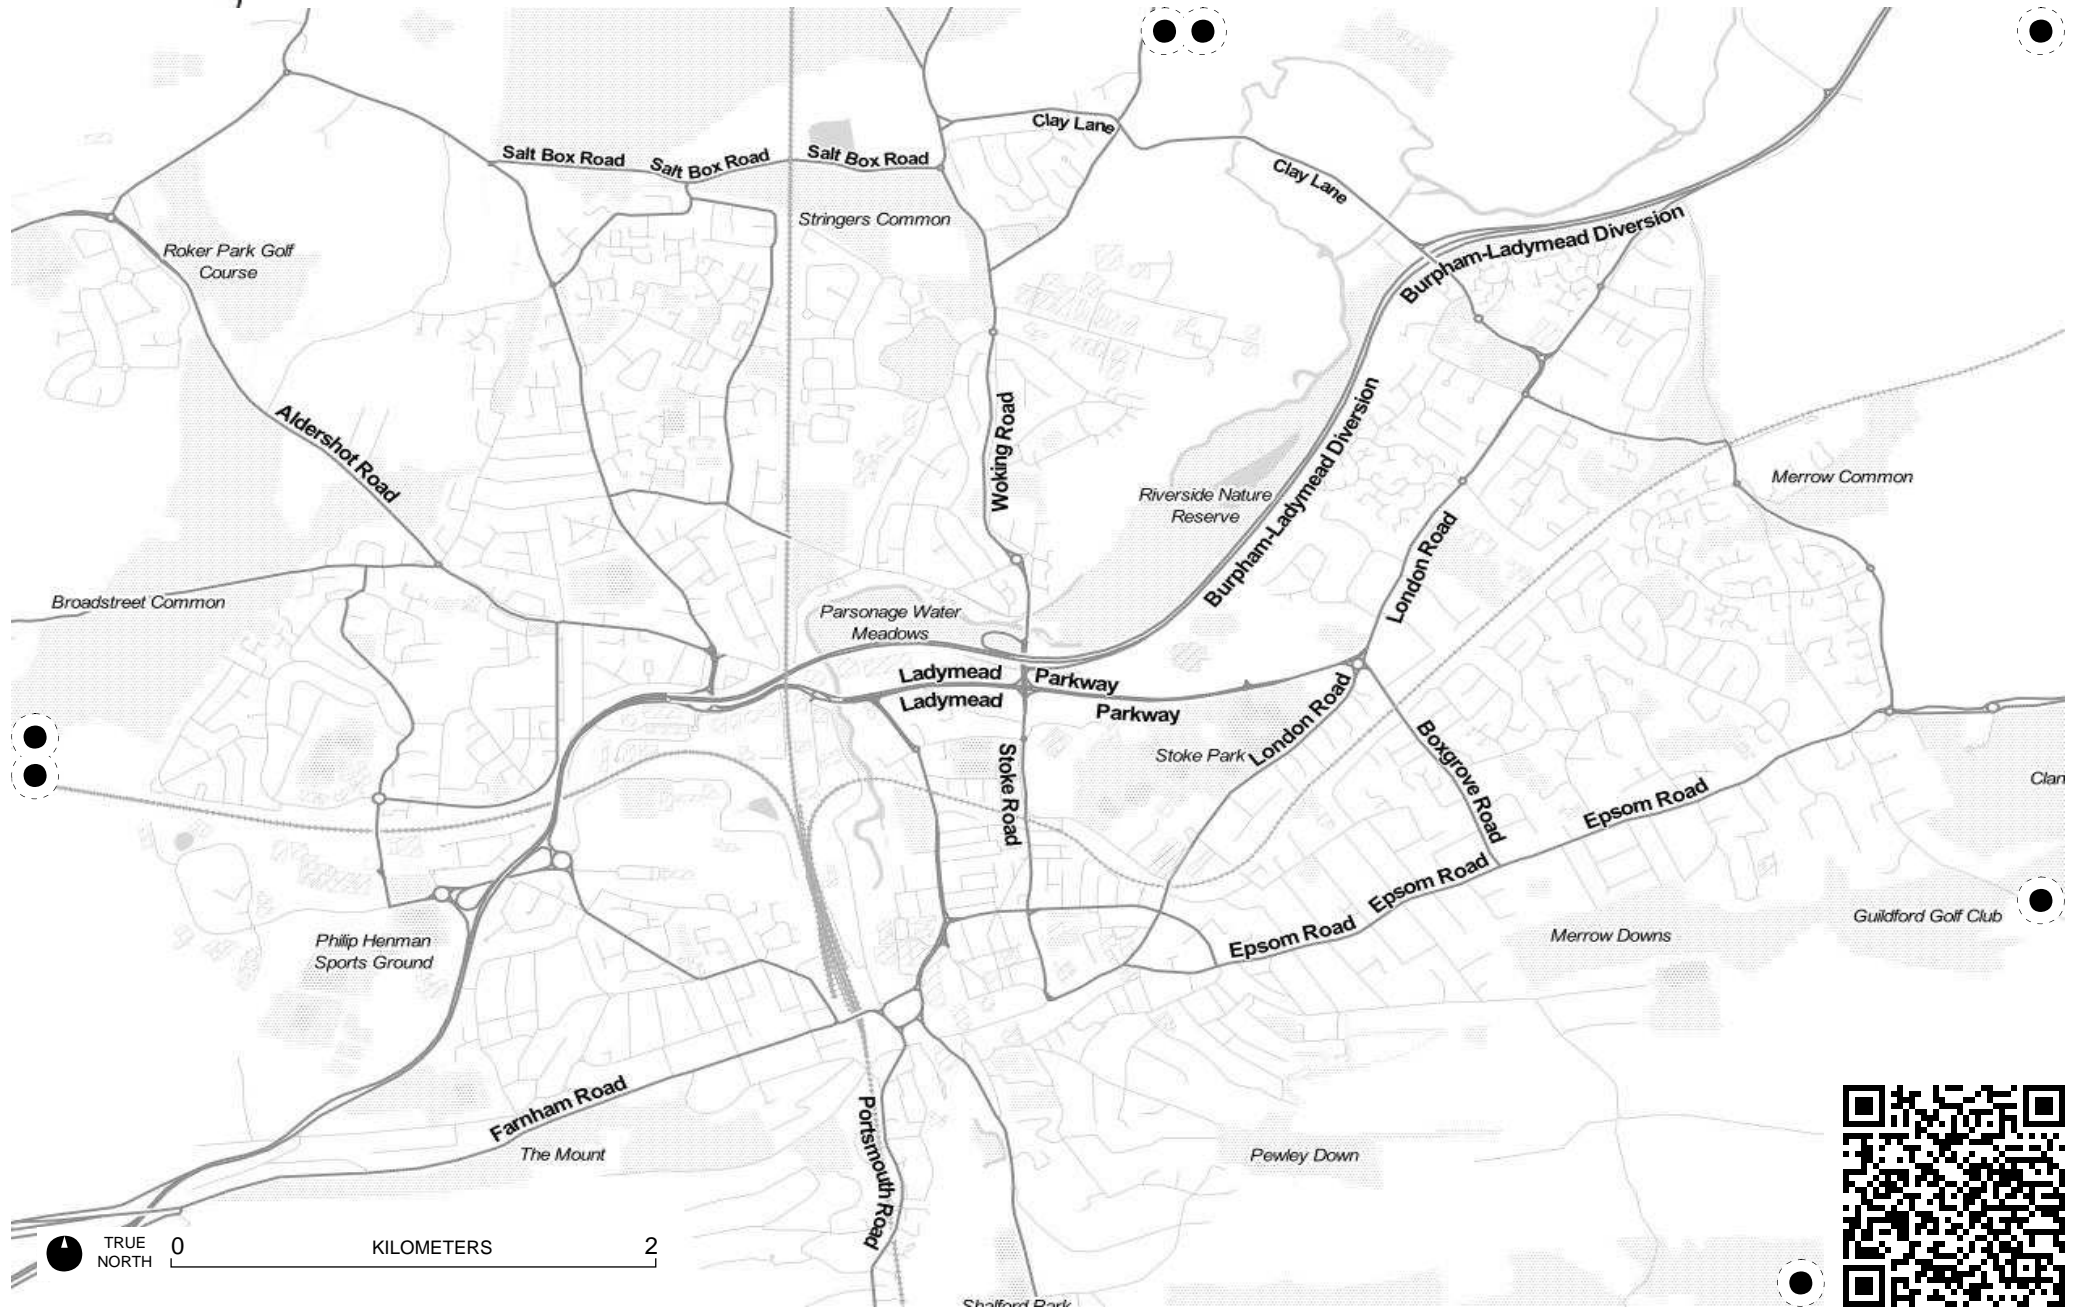 Clay Lane
Salt Box Road
Salt Box Road
Salt Box Road
Clay Lane
Stringers Common
Burpham-Ladymead Diversion
Roker Park Golf
Course
Aldershot Road
Woking Road
Burpham-Ladymead Diversion
Merrow Common
Riverside Nature
Reserve
London Road
Broadstreet Common
Parsonage Water
Meadows
Ladymead
Parkway
Ladymead
Parkway
London Road
Stoke Park
Stoke Road
Boxgrove Road
Clan
Epsom Road
Epsom Road
Epsom Road
Guildford Golf Club
Merrow Downs
Philip Henman
Sports Ground
Farnham Road
Portsmouth Road
The Mount
Pewley Down
TRUE
NORTH
0
KILOMETERS
2
Shalford Park